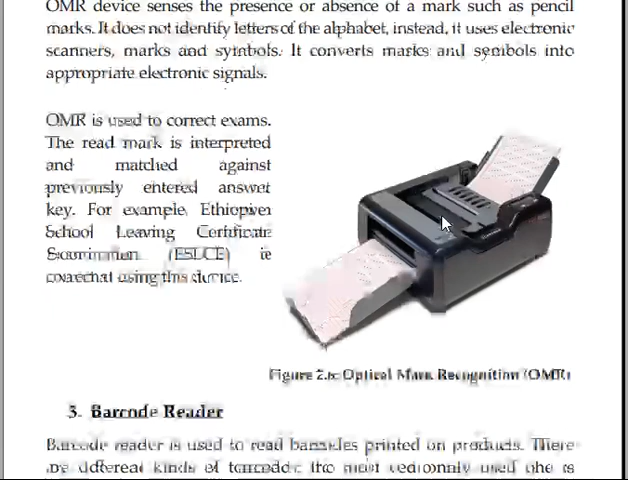 OMR device senses the presence or absence of a mark such as pencil
marks. It does not identify letters of the alphabet, instead, it uses electronic
scanners, marks and symbols. It converts marks and symbols into
appropriate electronic signals.
OMR is used to correct exams.
The read mark is interpreted
and matched against
previously entered answer
key. For example, Ethiopian
School Leaving Certificate
Examination (ESLCE) is
corrected using this device.
Figure 2.6: Optical Mark Recognition (OMR)
3. Barcode Reader
Barcode reader is used to read barcodes printed on products. There
are different kinds of barcodes; the most commonly used one is